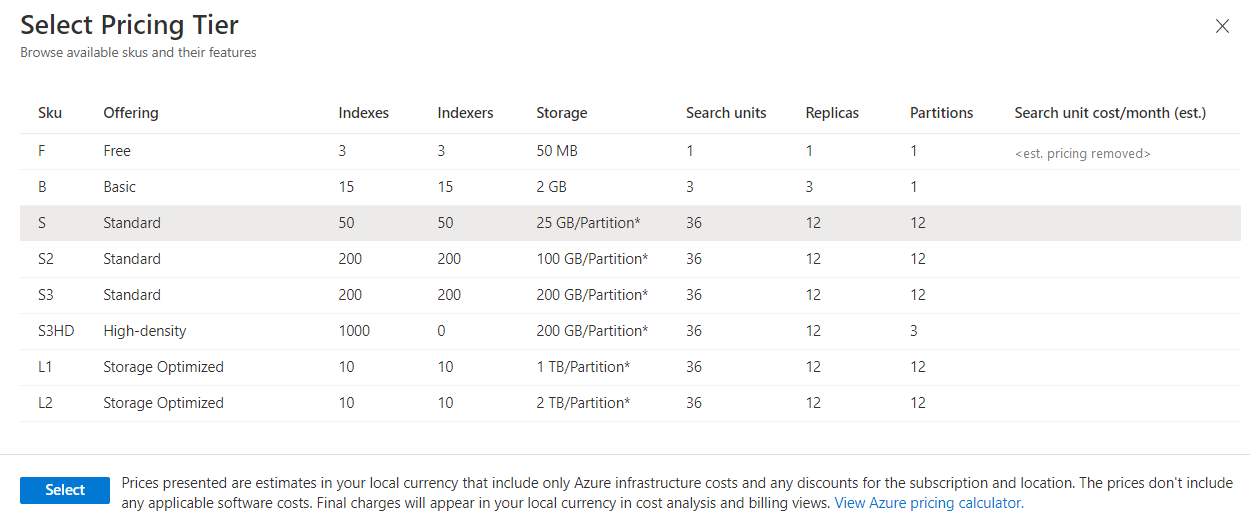 Select Pricing Tier
Browse available skus and their features
Sku Offering Indexes Indexers Storage Search units Replicas Partitions Search unit cost/month (est.)
F Free 3 3 50 MB 1 1 1 <est. pricing removed>
B Basic 15 15 2 GB 3 3 1
S Standard 50 50 25 GB/Partition* 36 12 12
S2 Standard 200 200 100 GB/Partition* 36 12 12
S3 Standard 200 200 200 GB/Partition* 36 12 12
S3HD High-density 1000 0 200 GB/Partition* 36 12 3
L1 Storage Optimized 10 10 1 TB/Partition* 36 12 12
L2 Storage Optimized 10 10 2 TB/Partition* 36 12 12
Select
Prices presented are estimates in your local currency that include only Azure infrastructure costs and any discounts for the subscription and location. The prices don't include
any applicable software costs. Final charges will appear in your local currency in cost analysis and billing views. View Azure pricing calculator.